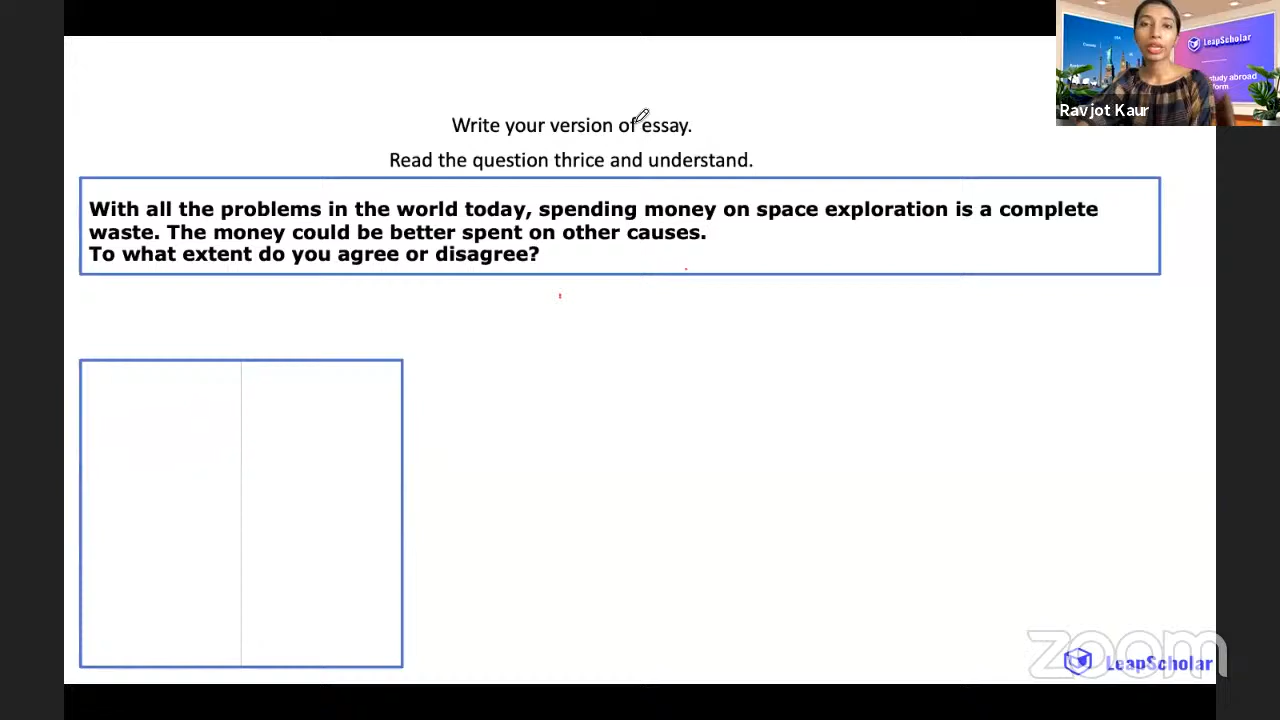 Write your version of essay.
Read the question thrice and understand.
With all the problems in the world today, spending money on space exploration is a complete
waste. The money could be better spent on other causes.
To what extent do you agree or disagree?
LeapScholar
study abroad
Ravjot Kaur
zoom
LeapScholar